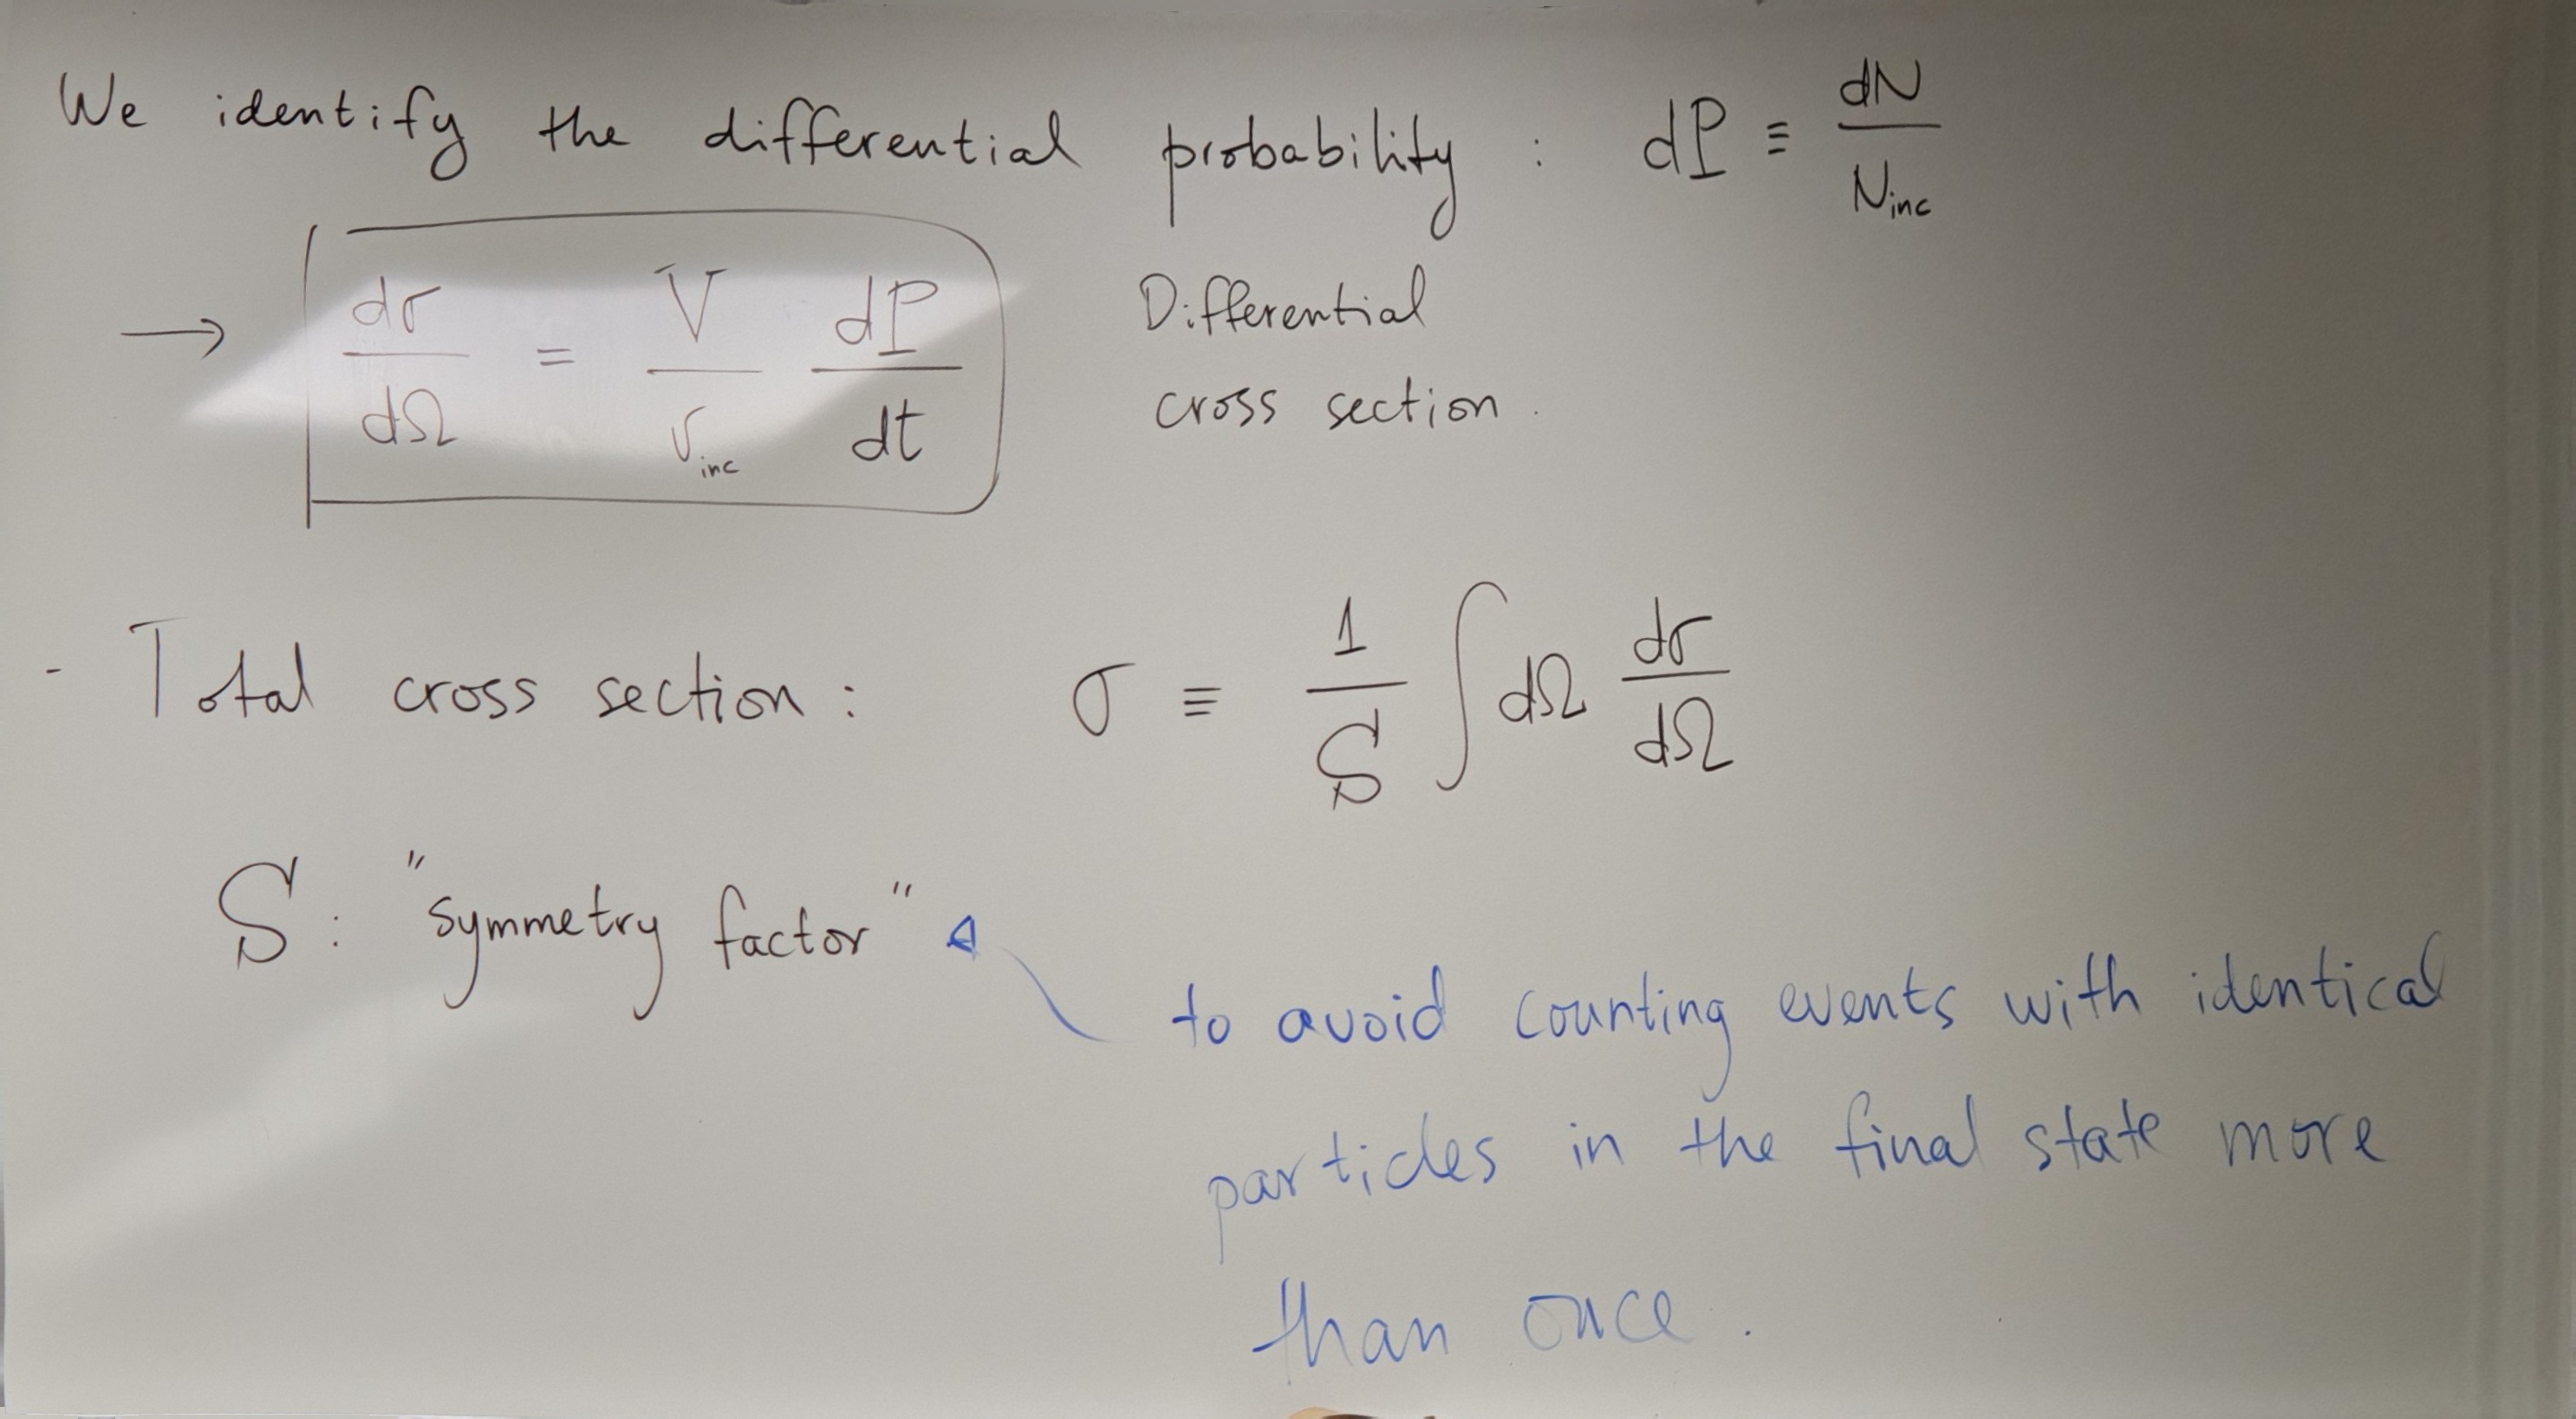 We identify the differential probability : dP ≡ dN / N_inc
→ dσ/dΩ = V/v_inc dP/dt Differential
cross section.
- Total cross section : σ ≡ 1/S ∫ dΩ dσ/dΩ
S : "symmetry factor"
to avoid counting events with identical
particles in the final state more
than once.